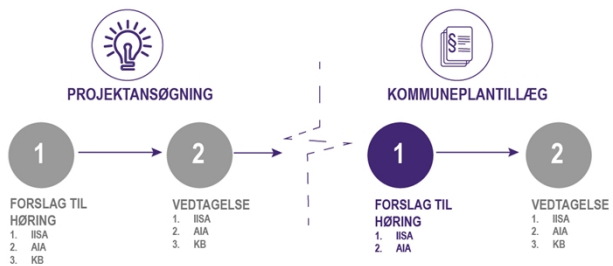 PROJEKTANSØGNING
1
2
FORSLAG TIL
HØRING
1. IISA
2. AIA
3. KB
VEDTAGELSE
1. IISA
2. AIA
3. KB
§
KOMMUNEPLANTILLÆG
1
2
FORSLAG TIL
HØRING
1. IISA
2. AIA
VEDTAGELSE
1. IISA
2. AIA
3. KB